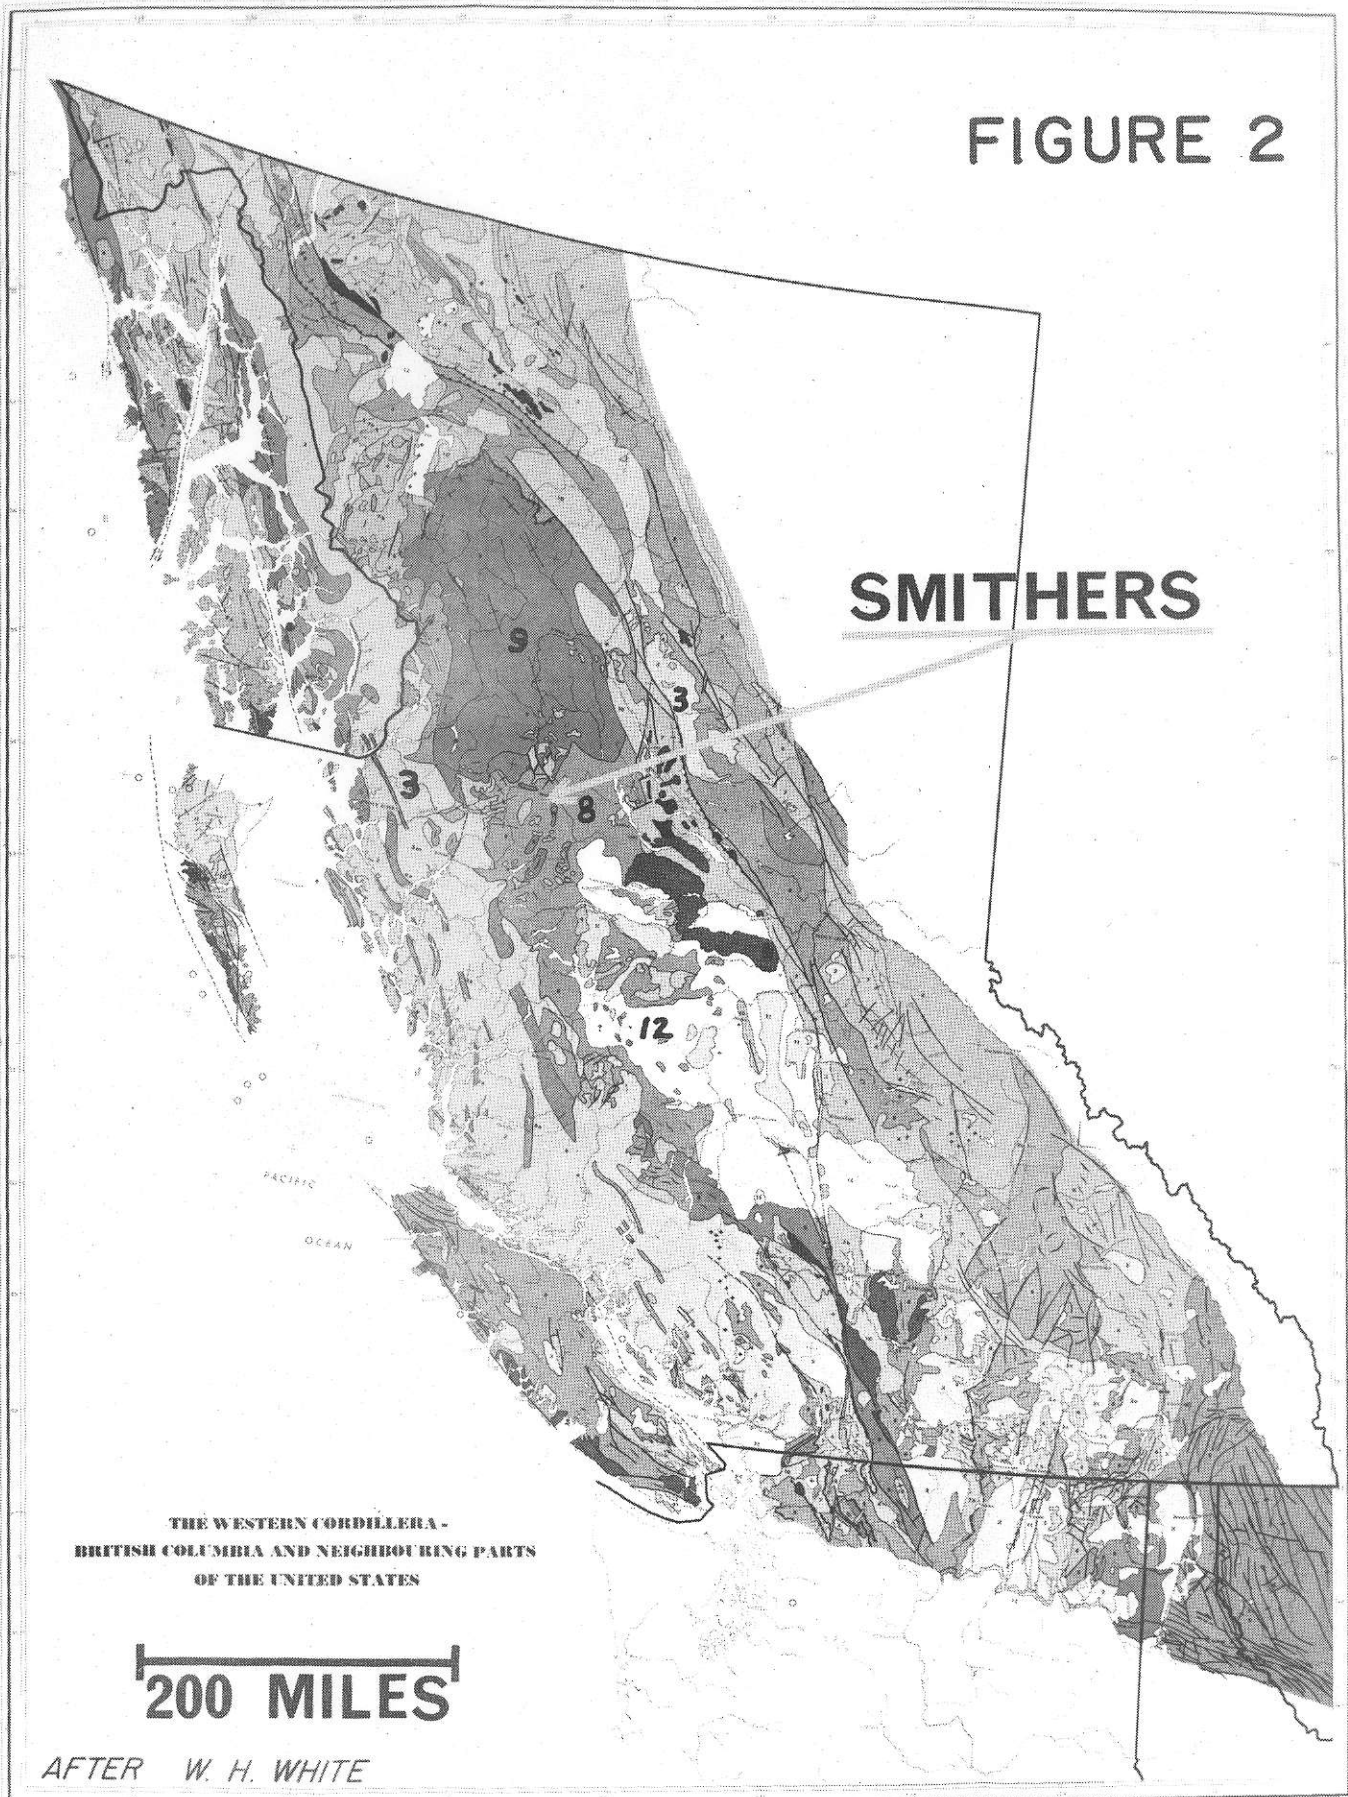 FIGURE 2
SMITHERS
9
3
3
8
12
PACIFIC
OCEAN
THE WESTERN CORDILLERA -
BRITISH COLUMBIA AND NEIGHBOURING PARTS
OF THE UNITED STATES
200 MILES
AFTER W. H. WHITE